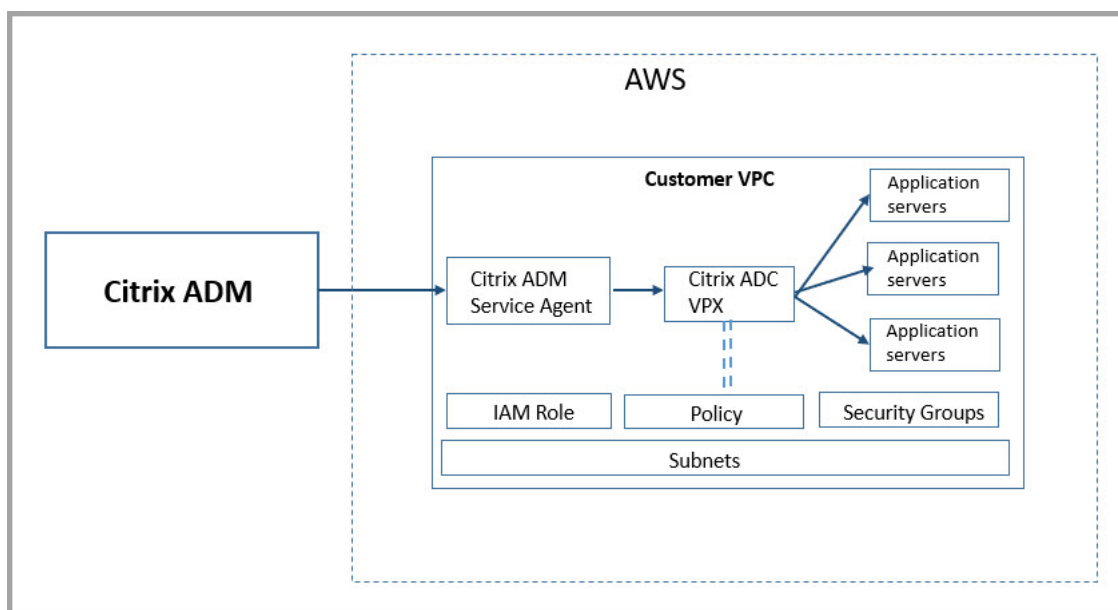 AWS
Customer VPC
Application
servers
Citrix ADM
Citrix ADM
Service Agent
Citrix ADC
VPX
Application
servers
Application
servers
IAM Role
Policy
Security Groups
Subnets